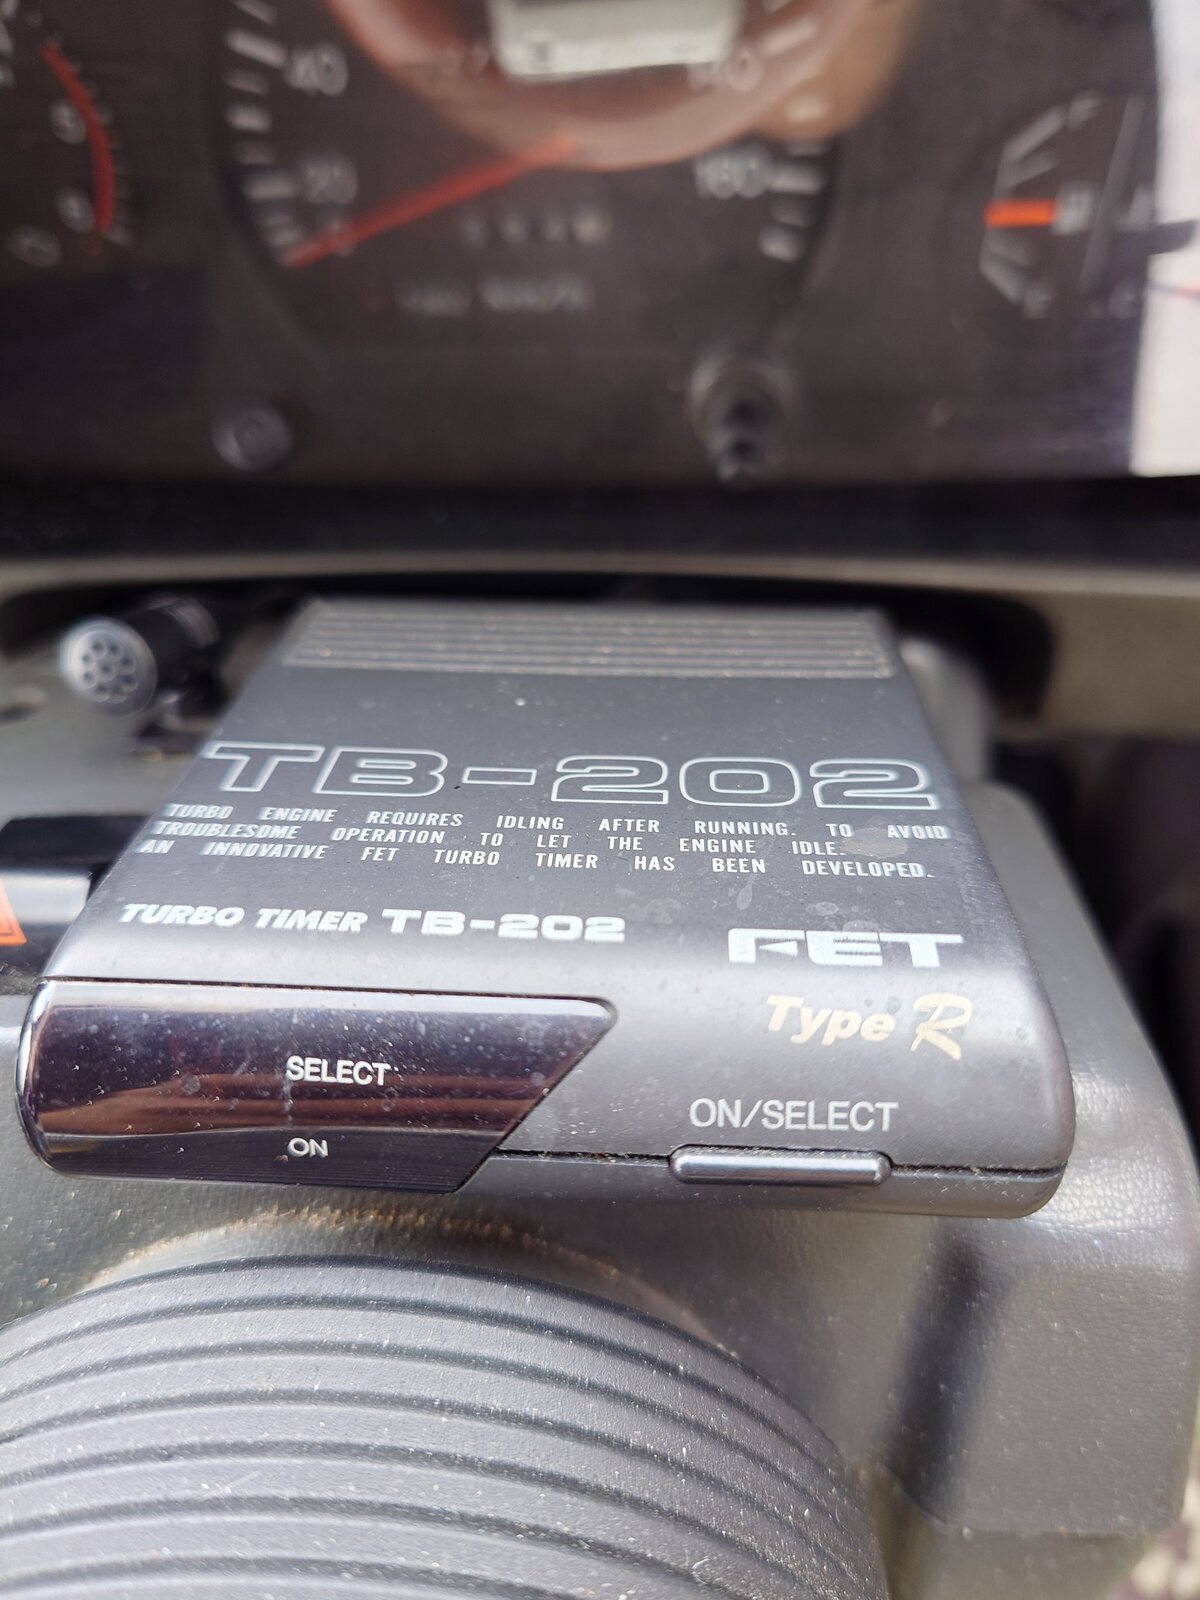 40
140
20
160
km/h
TB-202
TURBO ENGINE REQUIRES IDLING AFTER RUNNING. TO AVOID
TROUBLESOME OPERATION TO LET THE ENGINE IDLE.
AN INNOVATIVE FET TURBO TIMER HAS BEEN DEVELOPED.
TURBO TIMER TB-202
FET
Type R
SELECT
ON/SELECT
ON